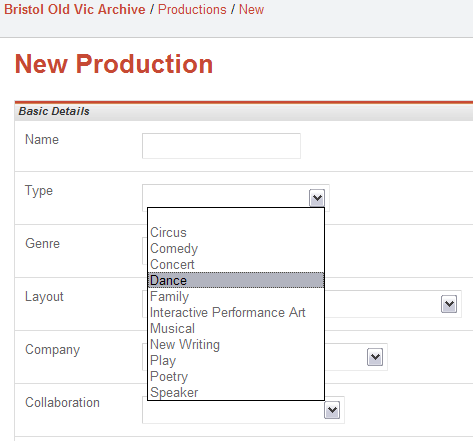 Bristol Old Vic Archive / Productions / New
New Production
Basic Details
Name
Type
Circus
Comedy
Concert
Dance
Family
Interactive Performance Art
Musical
New Writing
Play
Poetry
Speaker
Genre
Layout
Company
Collaboration